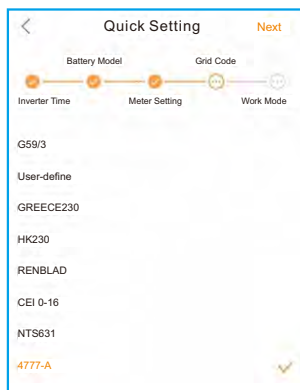 Quick Setting Next
Battery Model Grid Code
Inverter Time Meter Setting Work Mode
G59/3
User-define
GREECE230
HK230
RENBLAD
CEI 0-16
NTS631
4777-A